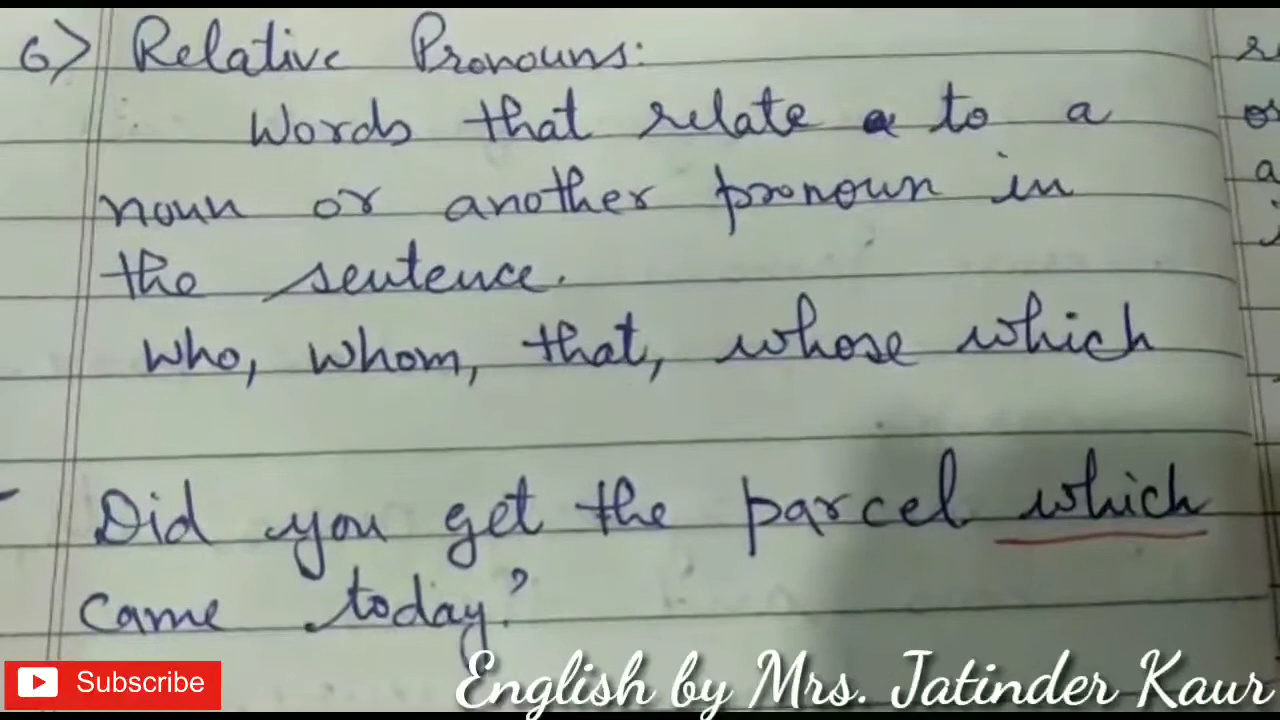 6) Relative Pronouns:
Words that relate to a
noun or another pronoun in
the sentence.
Who, Whom, that, whose which
Did you get the parcel which
came today?
Subscribe
English by Mrs. Jatinder Kaur